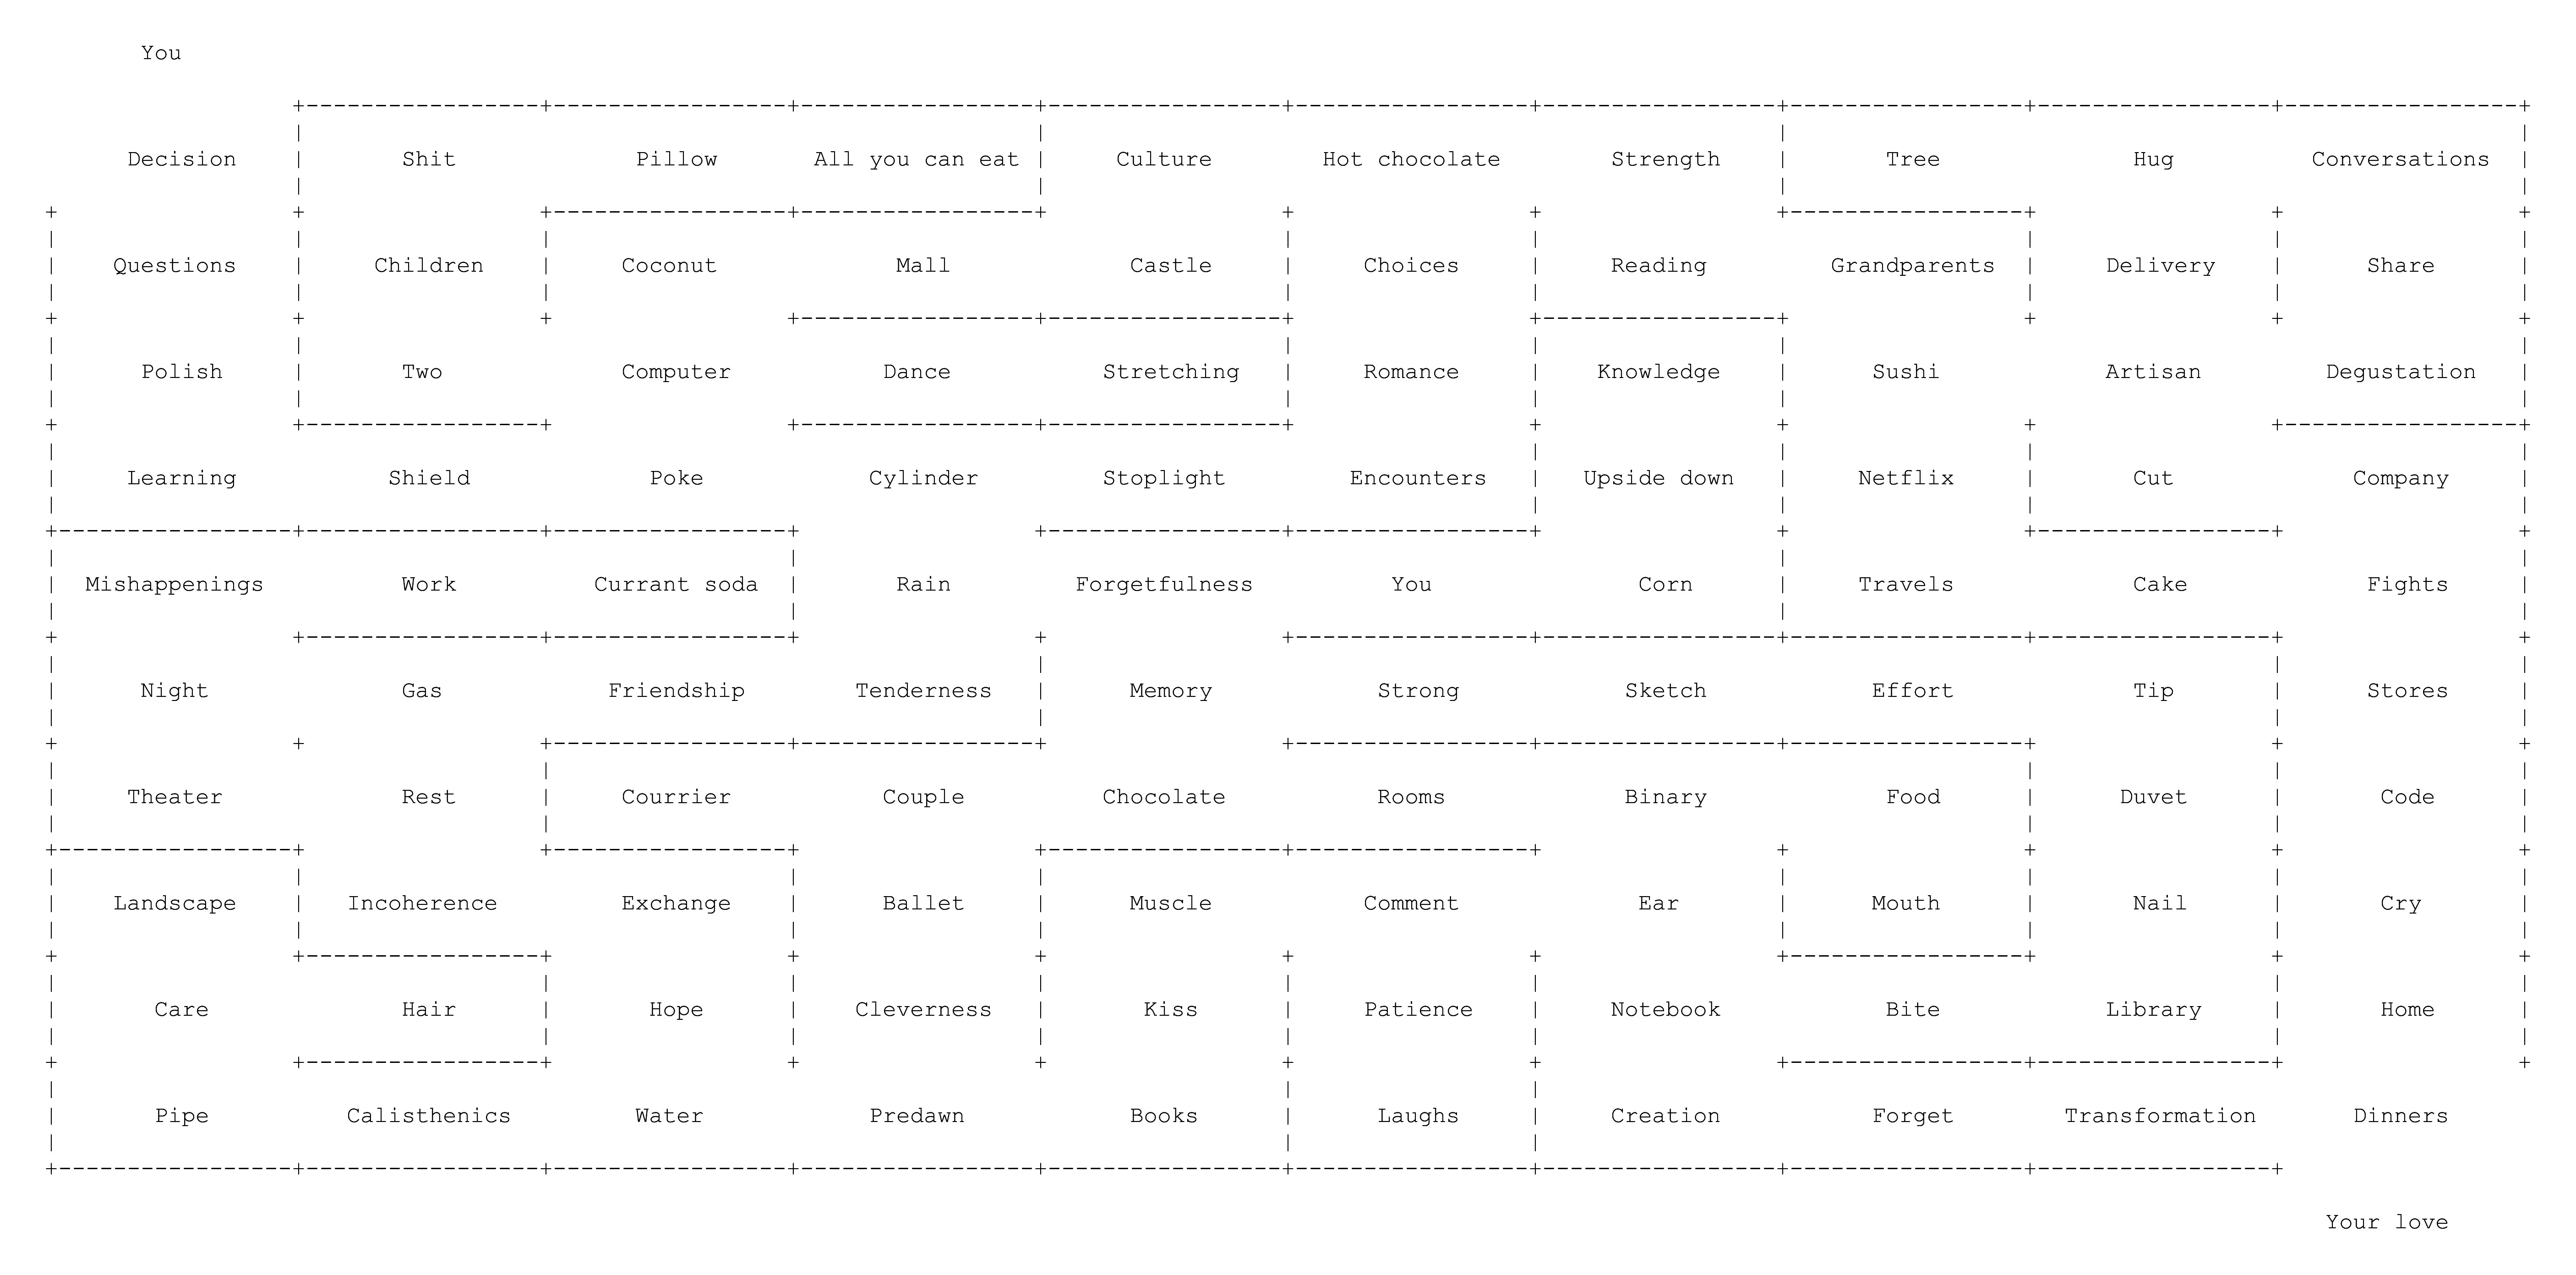 You
Decision Shit Pillow All you can eat Culture Hot chocolate Strength Tree Hug Conversations
Questions Children Coconut Mall Castle Choices Reading Grandparents Delivery Share
Polish Two Computer Dance Stretching Romance Knowledge Sushi Artisan Degustation
Learning Shield Poke Cylinder Stoplight Encounters Upside down Netflix Cut Company
Mishappenings Work Currant soda Rain Forgetfulness You Corn Travels Cake Fights
Night Gas Friendship Tenderness Memory Strong Sketch Effort Tip Stores
Theater Rest Courrier Couple Chocolate Rooms Binary Food Duvet Code
Landscape Incoherence Exchange Ballet Muscle Comment Ear Mouth Nail Cry
Care Hair Hope Cleverness Kiss Patience Notebook Bite Library Home
Pipe Calisthenics Water Predawn Books Laughs Creation Forget Transformation Dinners
Your love